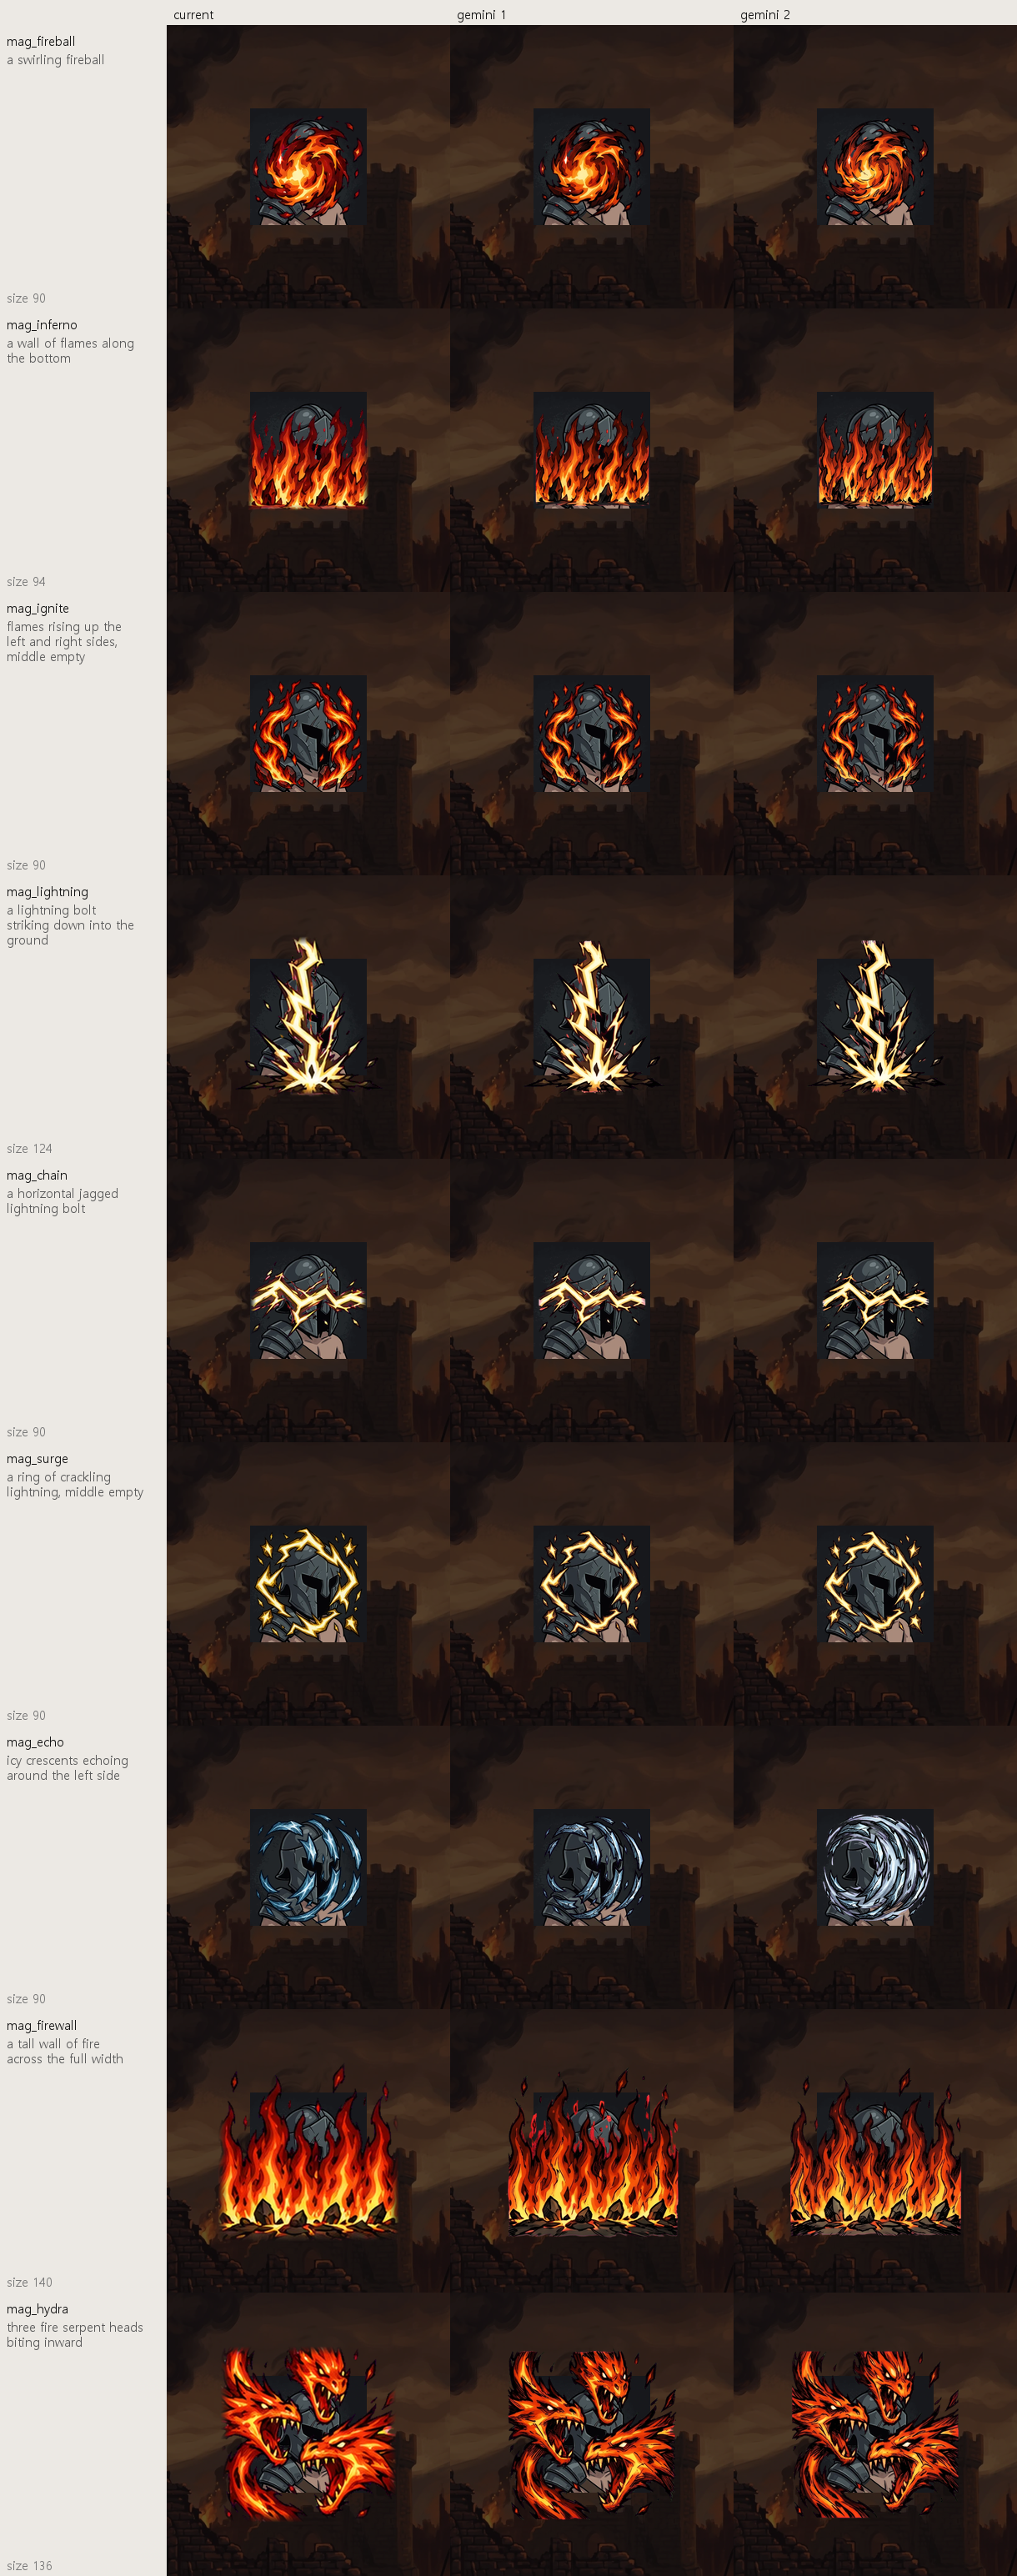 current gemini 1 gemini 2
mag_fireball
a swirling fireball
size 90
mag_inferno
a wall of flames along
the bottom
size 94
mag_ignite
flames rising up the
left and right sides,
middle empty
size 90
mag_lightning
a lightning bolt
striking down into the
ground
size 124
mag_chain
a horizontal jagged
lightning bolt
size 90
mag_surge
a ring of crackling
lightning, middle empty
size 90
mag_echo
icy crescents echoing
around the left side
size 90
mag_firewall
a tall wall of fire
across the full width
size 140
mag_hydra
three fire serpent heads
biting inward
size 136